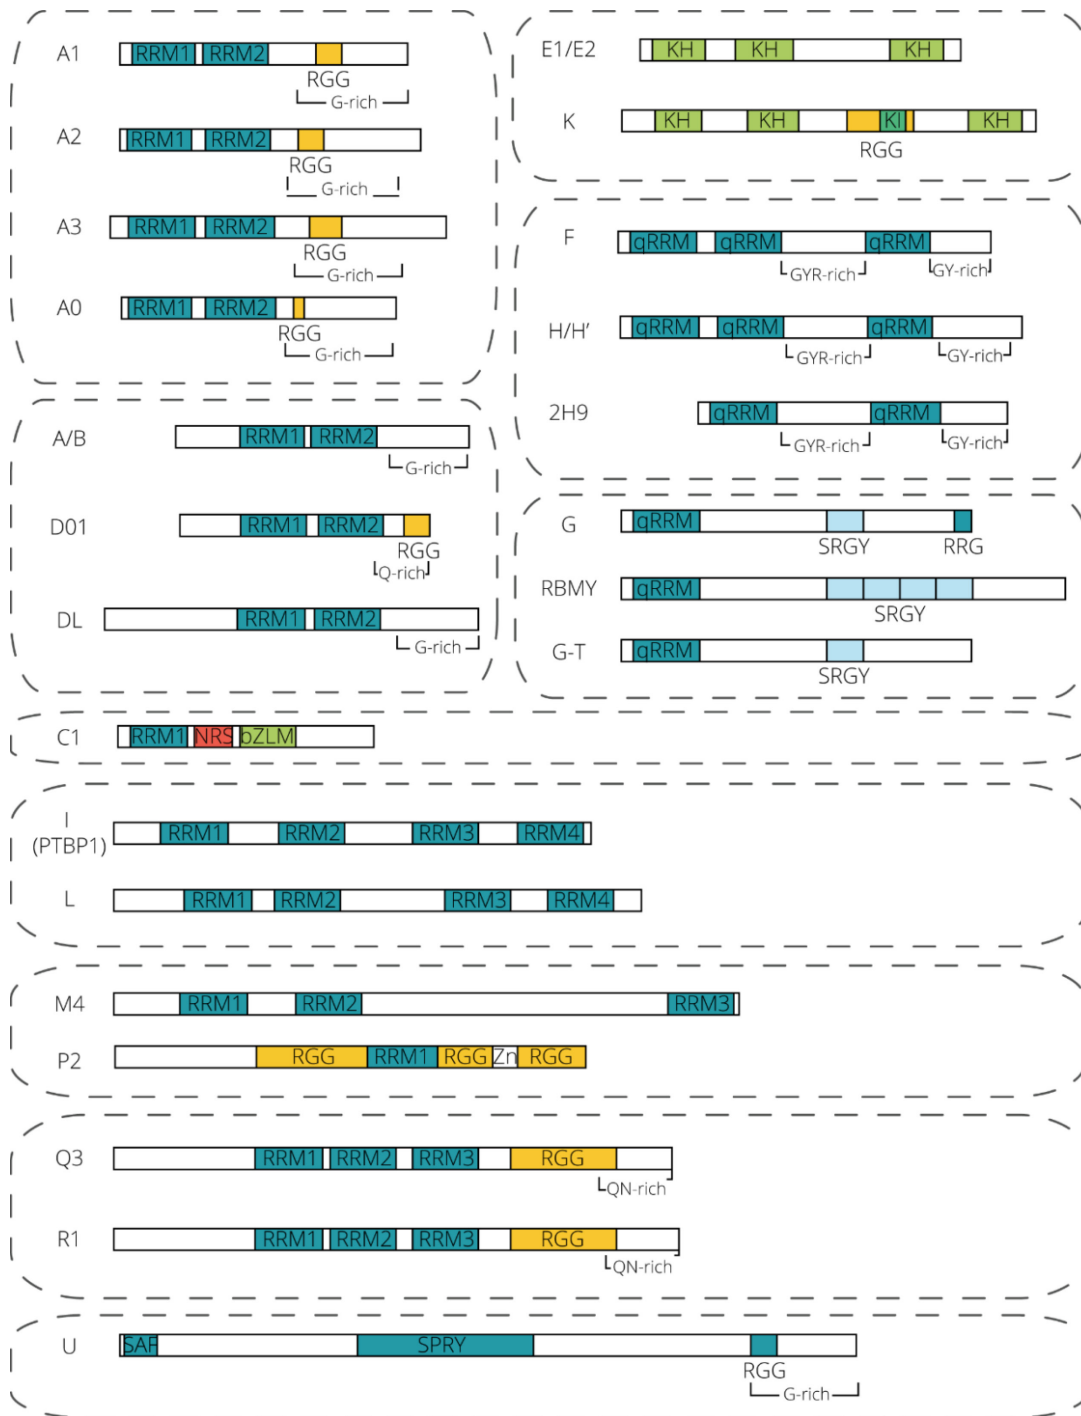 A1 RRM1 RRM2
RGG
G-rich
A2 RRM1 RRM2
RGG
G-rich
A3 RRM1 RRM2
RGG
G-rich
A0 RRM1 RRM2
RGG
G-rich
E1/E2 KH KH KH
K KH KH KI KH
RGG
F qRRM qRRM qRRM
GYR-rich GY-rich
H/H' qRRM qRRM qRRM
GYR-rich GY-rich
2H9 qRRM qRRM
GYR-rich GY-rich
A/B RRM1 RRM2
G-rich
D01 RRM1 RRM2
RGG
Q-rich
DL RRM1 RRM2
G-rich
G qRRM
SRGY RRG
RBMY qRRM
SRGY
G-T qRRM
SRGY
C1 RRM1 NRS bZLM
I
(PTBP1) RRM1 RRM2 RRM3 RRM4
L RRM1 RRM2 RRM3 RRM4
M4 RRM1 RRM2 RRM3
P2 RGG RRM1 RGG Zn RGG
Q3 RRM1 RRM2 RRM3 RGG
QN-rich
R1 RRM1 RRM2 RRM3 RGG
QN-rich
U SAF SPRY
RGG
G-rich